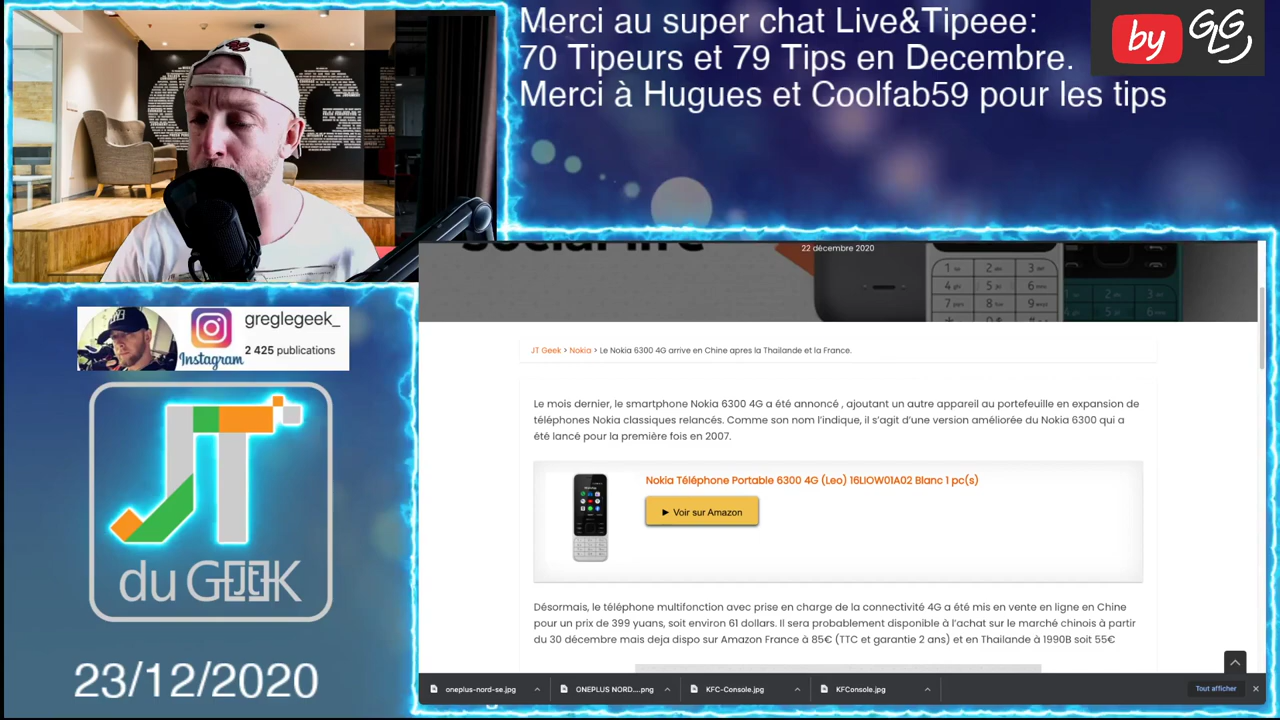 Merci au super chat Live&Tipeee:
70 Tipeurs et 79 Tips en Decembre.
Merci à Hugues et Coulfab59 pour les tips
by GLG
22 décembre 2020
greglegeek_
Instagram
2 425 publications
JT
du GEEK
23/12/2020
JT Geek > Nokia > Le Nokia 6300 4G arrive en Chine apres la Thailande et la France.
Le mois dernier, le smartphone Nokia 6300 4G a été annoncé , ajoutant un autre appareil au portefeuille en expansion de
téléphones Nokia classiques relancés. Comme son nom l'indique, il s'agit d'une version améliorée du Nokia 6300 qui a
été lancé pour la première fois en 2007.
Nokia Téléphone Portable 6300 4G (Leo) 16LIOW01A02 Blanc 1 pc(s)
► Voir sur Amazon
Désormais, le téléphone multifonction avec prise en charge de la connectivité 4G a été mis en vente en ligne en Chine
pour un prix de 399 yuans, soit environ 61 dollars. Il sera probablement disponible à l'achat sur le marché chinois à partir
du 30 décembre mais deja dispo sur Amazon France à 85€ (TTC et garantie 2 ans) et en Thailande à 1990B soit 55€
oneplus-nord-se.jpg
ONEPLUS NORD....png
KFC-Console.jpg
KFConsole.jpg
Tout afficher